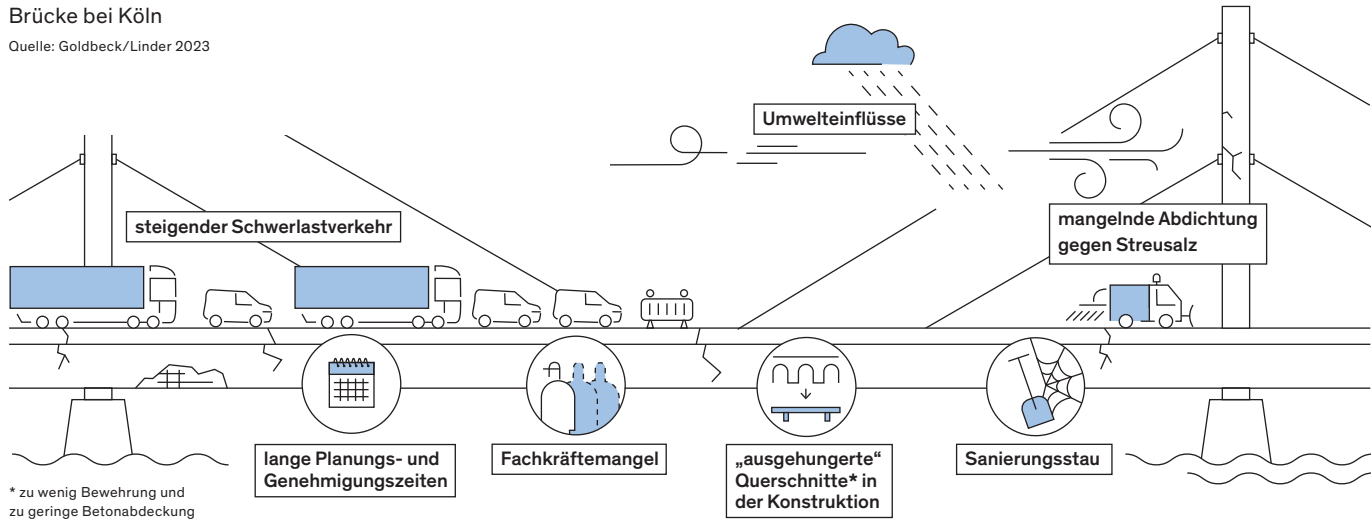 Brücke bei Köln
Quelle: Goldbeck/Linder 2023
Umwelteinflüsse
steigender Schwerlastverkehr
mangelnde Abdichtung
gegen Streusalz
lange Planungs- und
Genehmigungszeiten
Fachkräftemangel
„ausgehungerte“
Querschnitte* in
der Konstruktion
Sanierungsstau
* zu wenig Bewehrung und
zu geringe Betonabdeckung